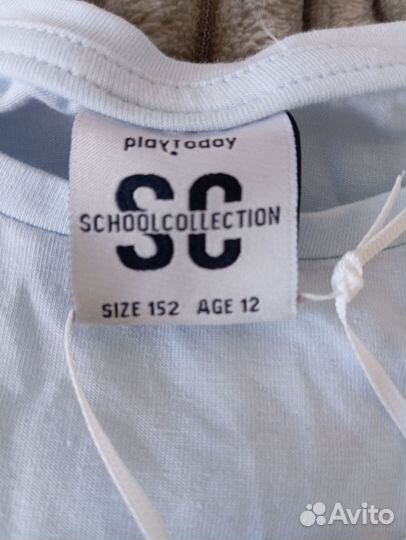 playToday
SC
SCHOOLCOLLECTION
SIZE 152 AGE 12
Avito